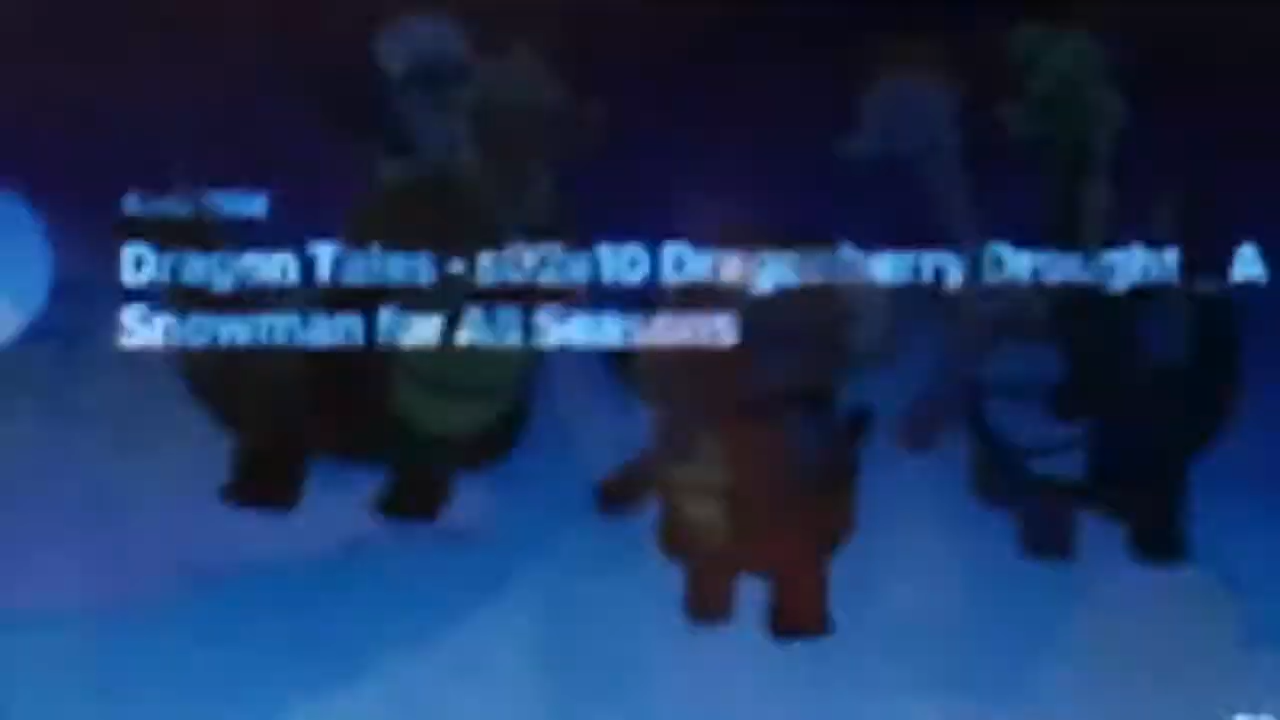 Dragon Tales - s02e10 Dragonberry Drought _ A
Snowman for All Seasons